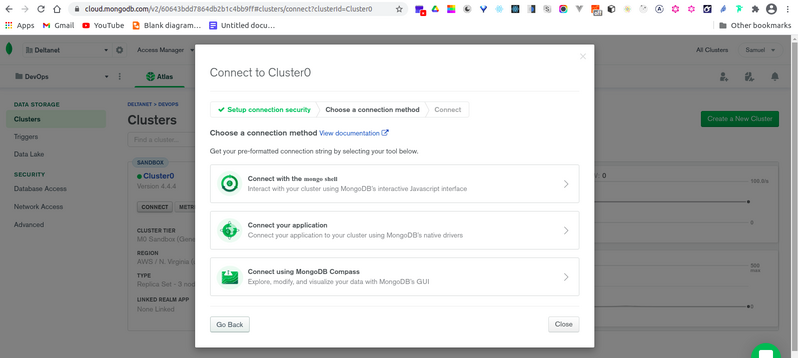 cloud.mongodb.com/v2/60643bdd7864db2b1c4bb9ff#clusters/connect?clusterId=Cluster0
Apps
Gmail
YouTube
Blank diagram...
Untitled docu...
Other bookmarks
Deltanet
Access Manager
All Clusters
Samuel
DevOps
Atlas
DATA STORAGE
Clusters
Triggers
Data Lake
SECURITY
Database Access
Network Access
Advanced
DELTANET > DEVOPS
Clusters
Find a cluster...
Create a New Cluster
SANDBOX
Cluster0
Version 4.4.4
CONNECT
METR
CLUSTER TIER
M0 Sandbox (Gene
REGION
AWS / N. Virginia (
TYPE
Replica Set - 3 nod
LINKED REALM APP
None Linked
Connect to Cluster0
Setup connection security
Choose a connection method
Connect
Choose a connection method View documentation
Get your pre-formatted connection string by selecting your tool below.
Connect with the mongo shell
Interact with your cluster using MongoDB's interactive Javascript interface
Connect your application
Connect your application to your cluster using MongoDB's native drivers
Connect using MongoDB Compass
Explore, modify, and visualize your data with MongoDB's GUI
Go Back
Close
0
100.0/s
0
500
0